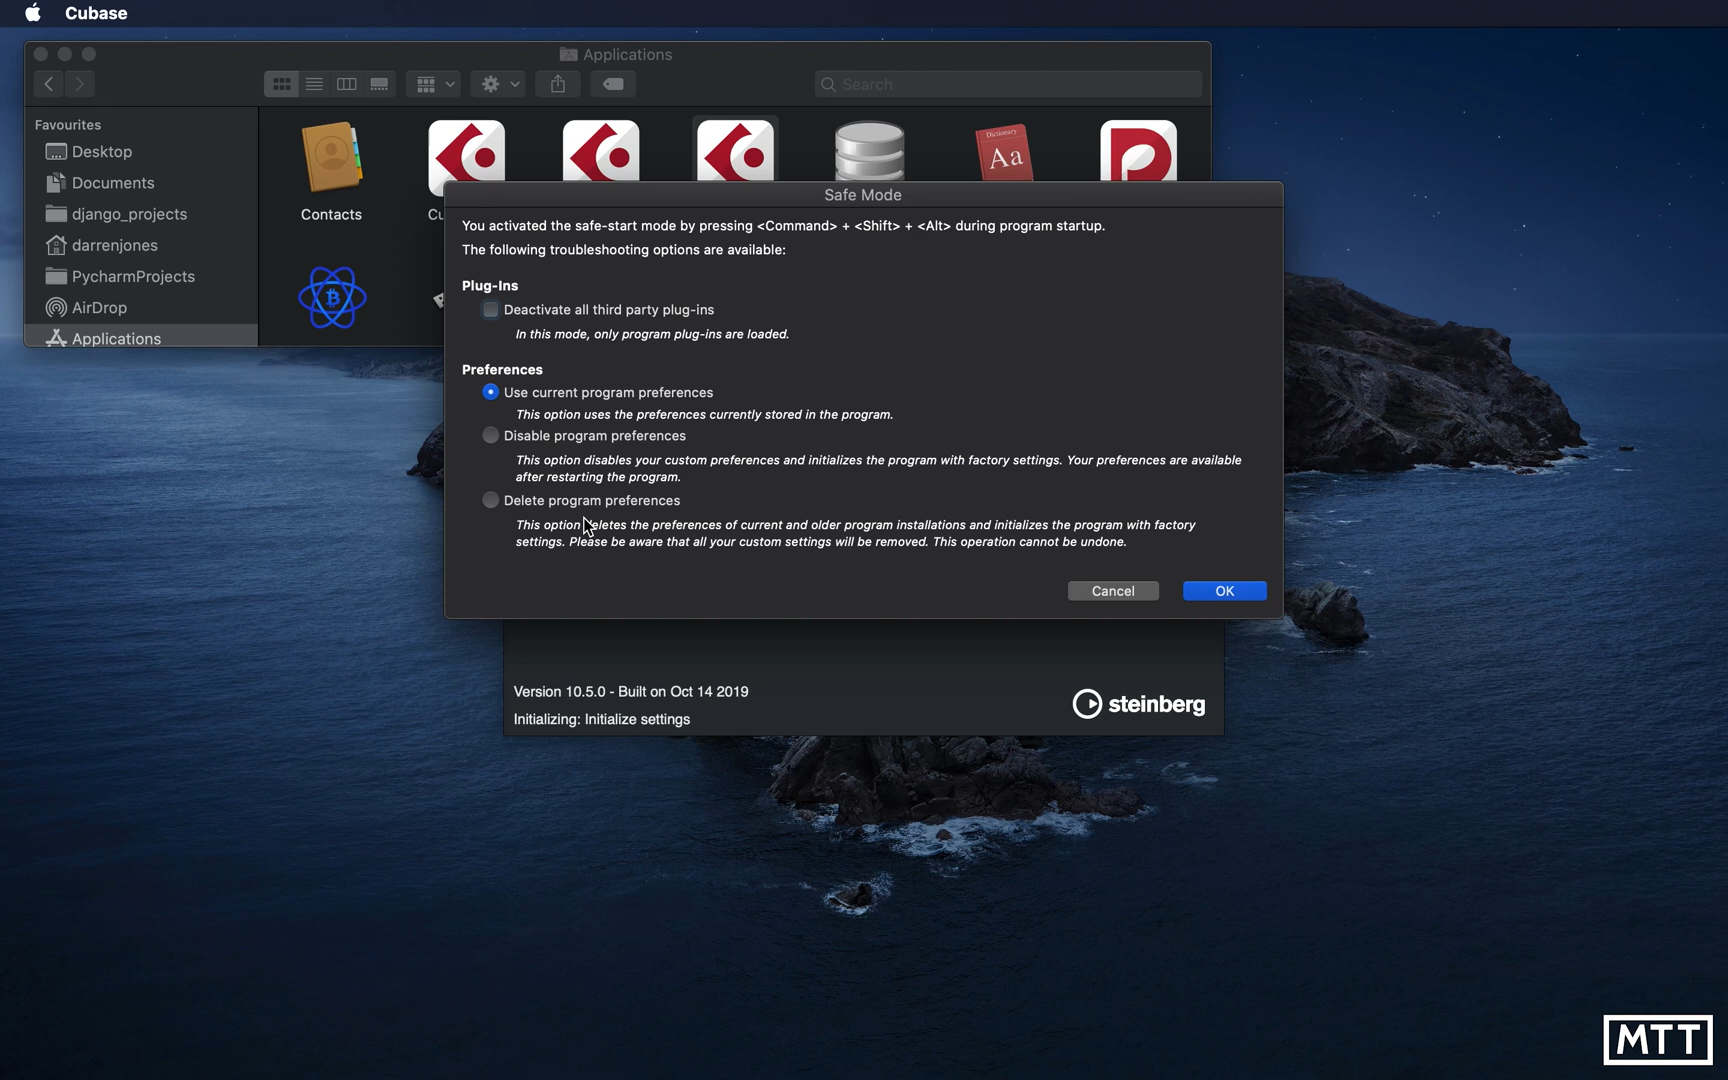 Cubase
Applications
Search
Favourites
Desktop
Documents
django_projects
darrenjones
PycharmProjects
AirDrop
Applications
Dictionary
Aa
Contacts
Cu
Safe Mode
You activated the safe-start mode by pressing <Command> + <Shift> + <Alt> during program startup.
The following troubleshooting options are available:
Plug-Ins
Deactivate all third party plug-ins
In this mode, only program plug-ins are loaded.
Preferences
Use current program preferences
This option uses the preferences currently stored in the program.
Disable program preferences
This option disables your custom preferences and initializes the program with factory settings. Your preferences are available
after restarting the program.
Delete program preferences
This option deletes the preferences of current and older program installations and initializes the program with factory
settings. Please be aware that all your custom settings will be removed. This operation cannot be undone.
Cancel
OK
Version 10.5.0 - Built on Oct 14 2019
Initializing: Initialize settings
steinberg
MTT